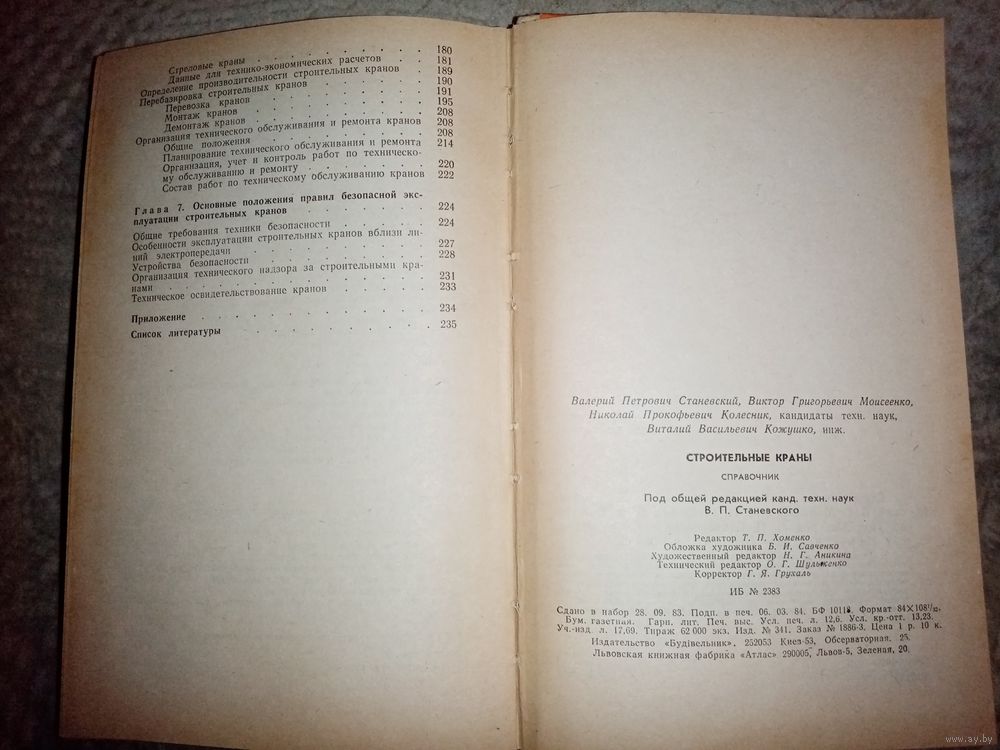 Стреловые краны . . . . . . . . . . 180
Данные для технико-экономических расчетов . . 181
Определение производительности строительных кранов . 189
Перебазировка строительных кранов . . . . . 190
Перевозка кранов . . . . . . . . . 191
Монтаж кранов . . . . . . . . . . 195
Демонтаж кранов . . . . . . . . . 208
Организация технического обслуживания и ремонта кранов 208
Общие положения . . . . . . . . . 208
Планирование технического обслуживания и ремонта 214
Организация, учет и контроль работ по техническо-
му обслуживанию и ремонту . . . . . . 220
Состав работ по техническому обслуживанию кранов 222
Глава 7. Основные положения правил безопасной экс-
плуатации строительных кранов . . . . . . 224
Общие требования техники безопасности . . . . 224
Особенности эксплуатации строительных кранов вблизи ли-
ний электропередачи . . . . . . . . . 227
Устройства безопасности . . . . . . . . 228
Организация технического надзора за строительными кра-
нами . . . . . . . . . . . . . 231
Техническое освидетельствование кранов . . . . . 233
Приложение . . . . . . . . . . . 234
Список литературы . . . . . . . . . 235
Валерий Петрович Станевский, Виктор Григорьевич Моисеенко,
Николай Прокофьевич Колесник, кандидаты техн. наук,
Виталий Васильевич Кожушко, инж.
СТРОИТЕЛЬНЫЕ КРАНЫ
СПРАВОЧНИК
Под общей редакцией канд. техн. наук
В. П. Станевского
Редактор Т. П. Хоменко
Обложка художника Б. И. Савченко
Художественный редактор Н. Г. Аникина
Технический редактор О. Г. Шульженко
Корректор Г. Я. Грухаль
ИБ № 2383
Сдано в набор 28. 09. 83. Подп. в печ. 06. 03. 84. БФ 10118. Формат 84×108¹/₃₂.
Бум. газетная. Гарн. лит. Печ. выс. Усл. печ. л. 12,6. Усл. кр.-отт. 13,23.
Уч.-изд л. 17,69. Тираж 62 000 экз. Изд. № 341. Заказ № 1886-3. Цена 1 р. 10 к.
Издательство «Будівельник», 252053 Киев-53, Обсерваторная, 25.
Львовская книжная фабрика «Атлас» 290005, Львов-5, Зеленая, 20.
www.ay.by